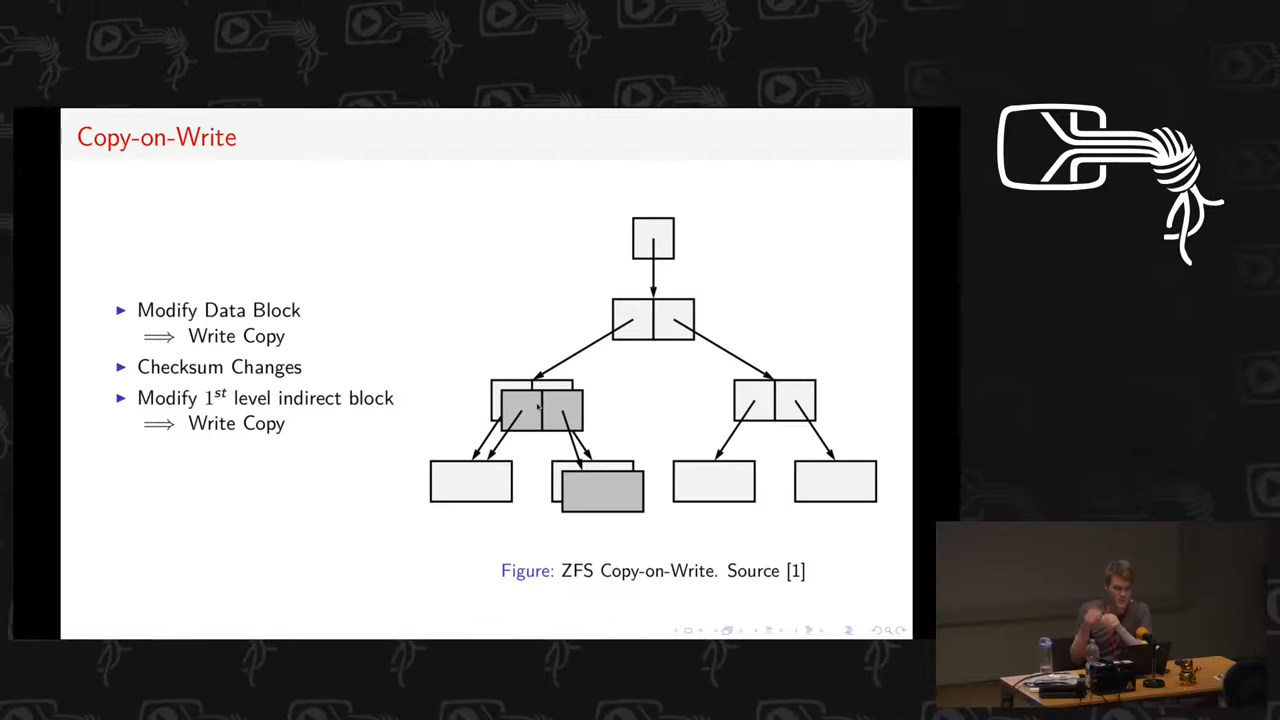 Copy-on-Write
▶ Modify Data Block
⟹ Write Copy
▶ Checksum Changes
▶ Modify 1st level indirect block
⟹ Write Copy
Figure: ZFS Copy-on-Write. Source [1]